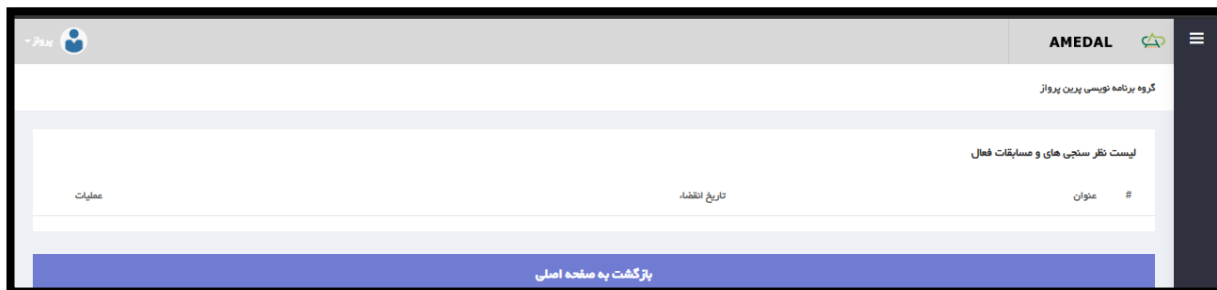 AMEDAL
پرواز
گروه برنامه نویسی پرین پرواز
لیست نظر سنجی های و مسابقات فعال
# عنوان تاریخ انقضاء عملیات
بازگشت به صفحه اصلی